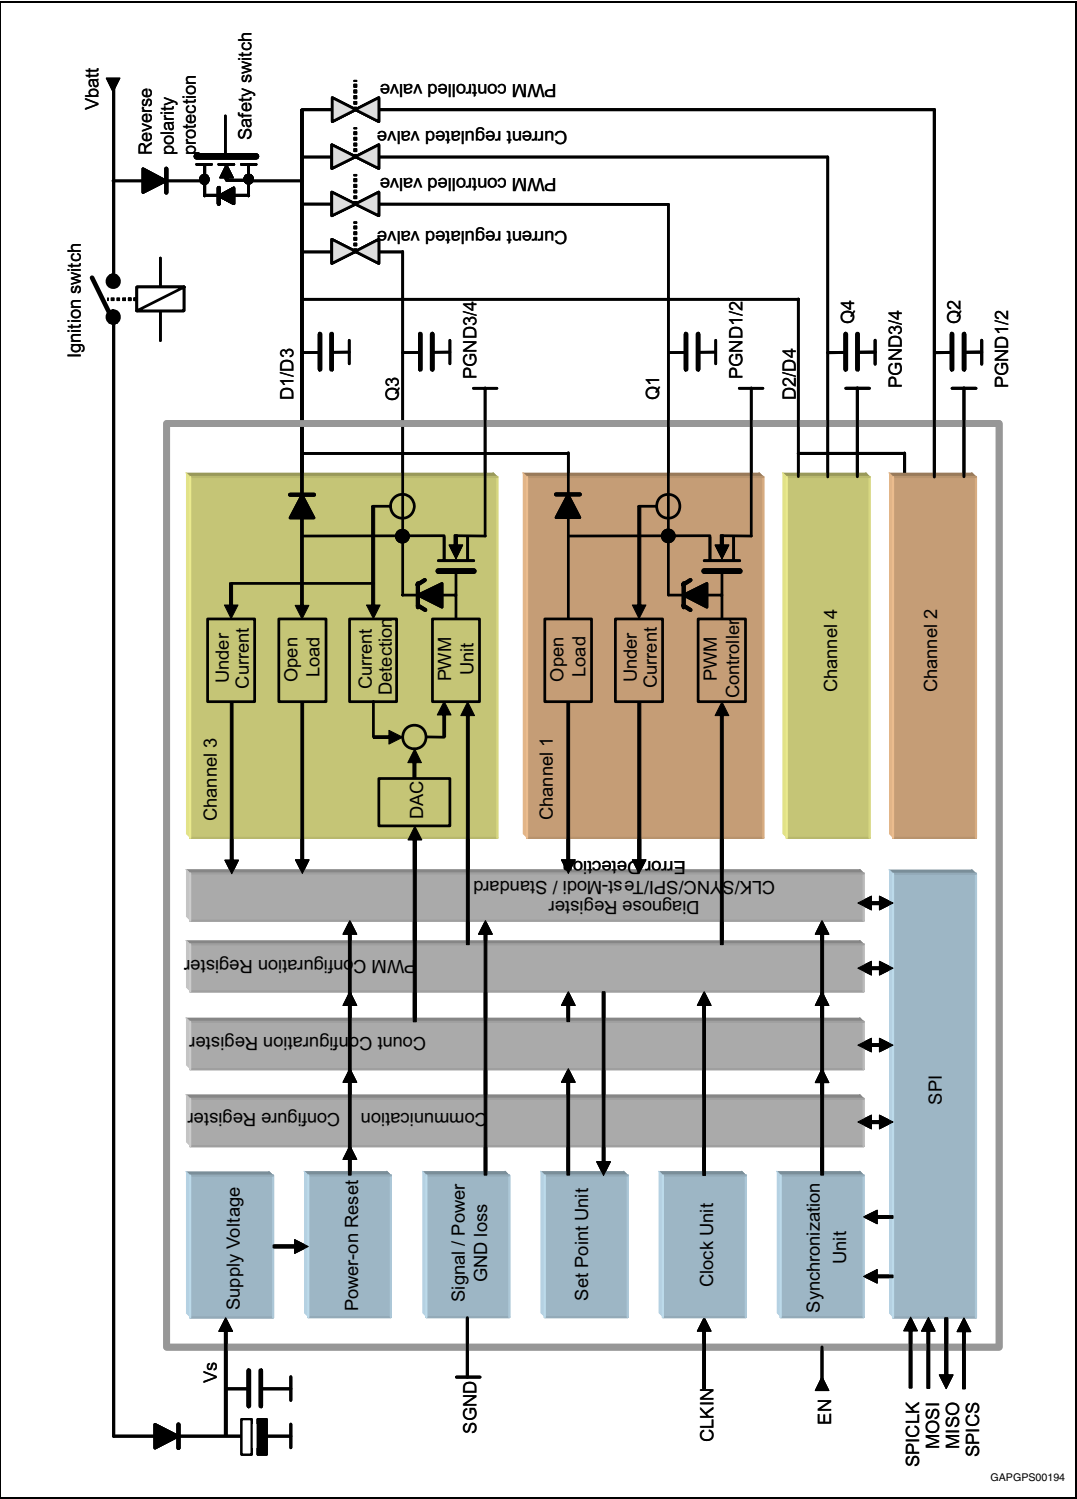 Vbatt
Reverse
polarity
protection
Safety switch
Ignition switch
PWM controlled valve
Current regulated valve
PWM controlled valve
Current regulated valve
D1/D3
Q3
PGND3/4
Q1
PGND1/2
D2/D4
Q4
PGND3/4
Q2
PGND1/2
Channel 3
Under
Current
Open
Load
Current
Detection
PWM
Unit
DAC
Channel 1
Open
Load
Under
Current
PWM
Controller
Channel 4
Channel 2
Diagnose Register
CLK/S/SYNC/SPI/Test-Modi / Standard
Error Detection
PWM Configuration Register
Count Configuration Register
Communication Configure Register
Supply Voltage
Power-on Reset
Signal / Power
GND loss
Set Point Unit
Clock Unit
Synchronization
Unit
SPI
Vs
SGND
CLKIN
EN
SPICLK
MOSI
MISO
SPICS
GAPGPS00194